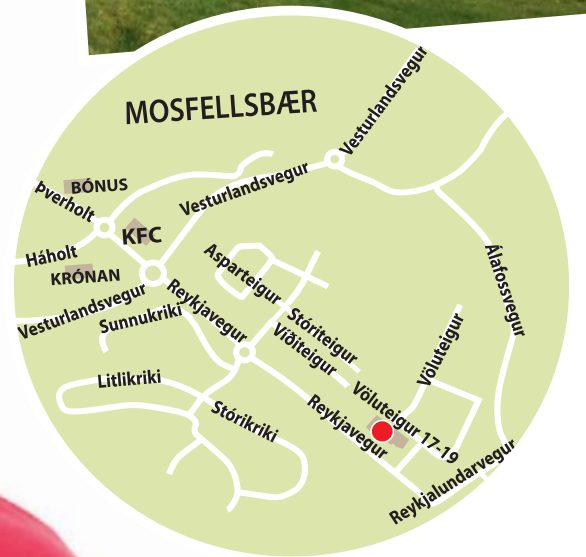 MOSFELLSBÆR
Vesturlandsvegur
BÓNUS
Þverholt
Vesturlandsvegur
KFC
Háholt
KRÓNAN
Asparteigur
Álafossvegur
Vesturlandsvegur
Reykjavegur
Sunnukriki
Stóriteigur
Víðiteigur
Völuteigur
Litlikriki
Stórikriki
Reykjavegur
Völuteigur 17-19
Reykjalundarvegur